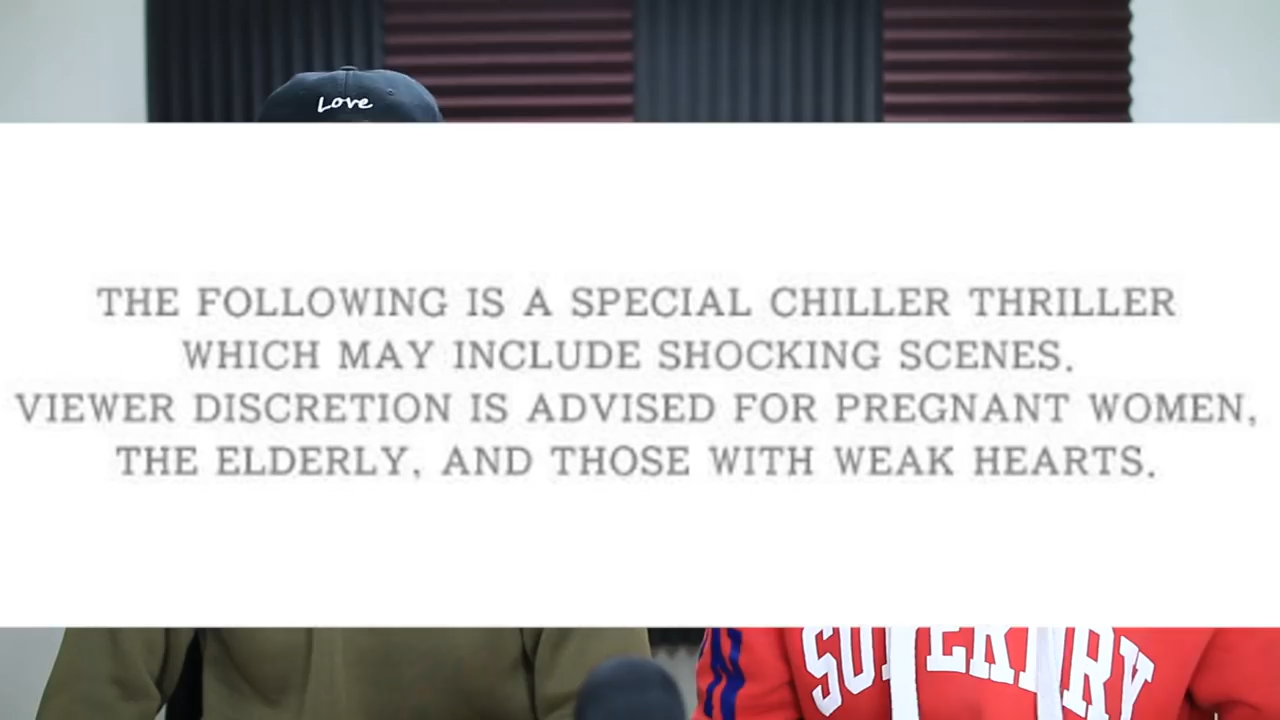 Love
THE FOLLOWING IS A SPECIAL CHILLER THRILLER
WHICH MAY INCLUDE SHOCKING SCENES.
VIEWER DISCRETION IS ADVISED FOR PREGNANT WOMEN,
THE ELDERLY, AND THOSE WITH WEAK HEARTS.
SUPERDRY